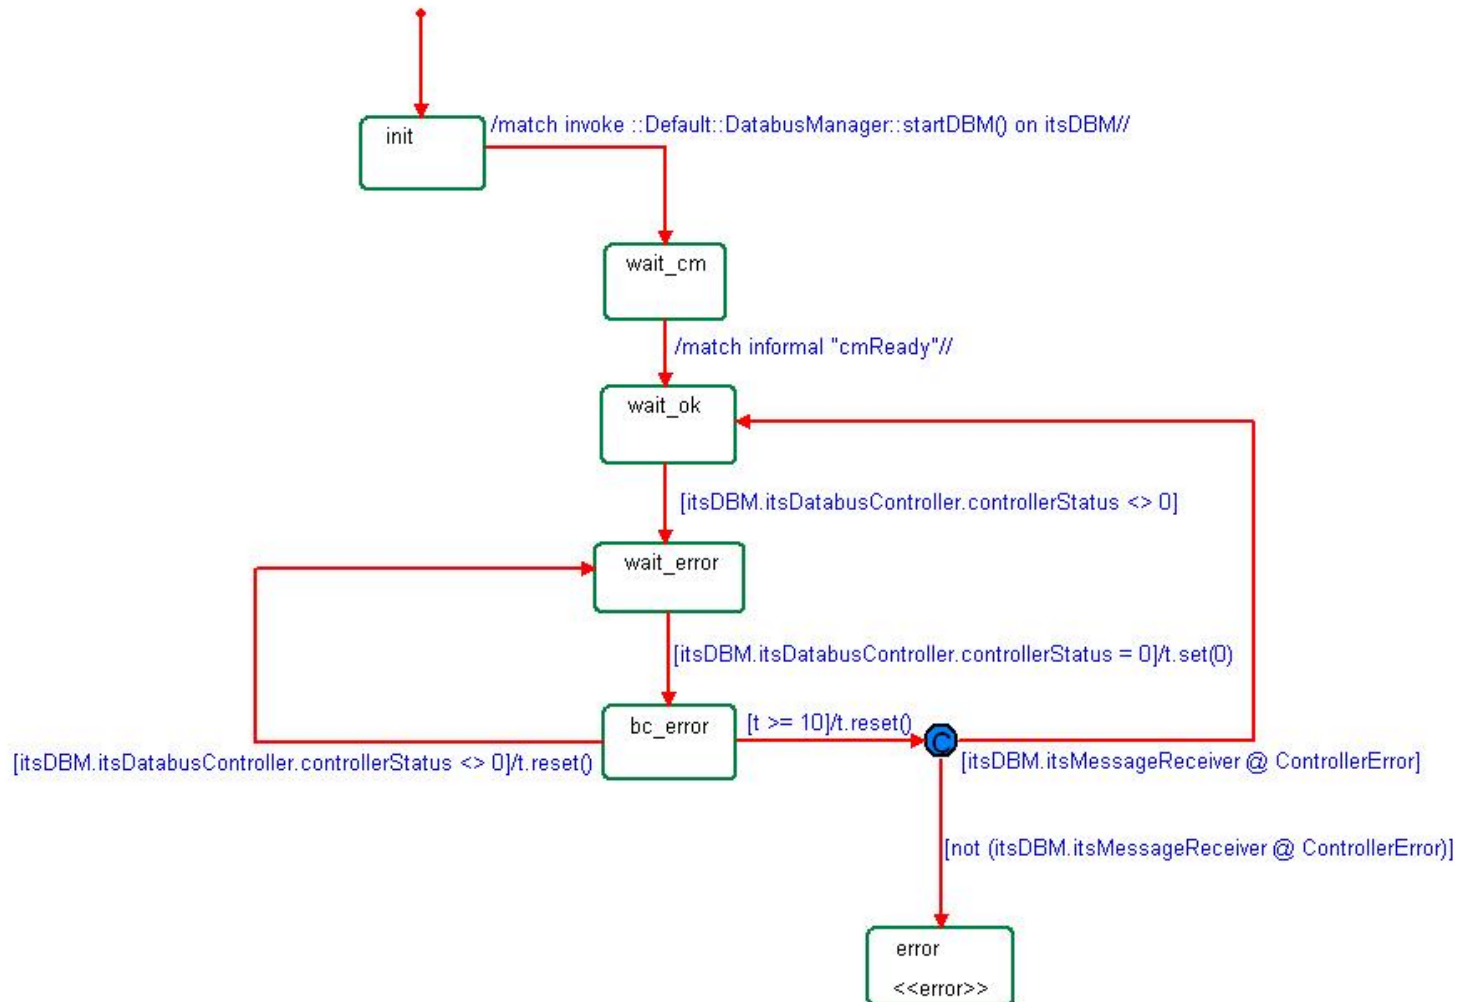 /match invoke ::Default::DatabusManager::startDBM() on itsDBM//
init
wait_cm
/match informal "cmReady"//
wait_ok
[itsDBM.itsDatabusController.controllerStatus <> 0]
wait_error
[itsDBM.itsDatabusController.controllerStatus = 0]/t.set(0)
bc_error
[t >= 10]/t.reset()
C
[itsDBM.itsDatabusController.controllerStatus <> 0]/t.reset()
[itsDBM.itsMessageReceiver @ ControllerError]
[not (itsDBM.itsMessageReceiver @ ControllerError)]
error
<<error>>